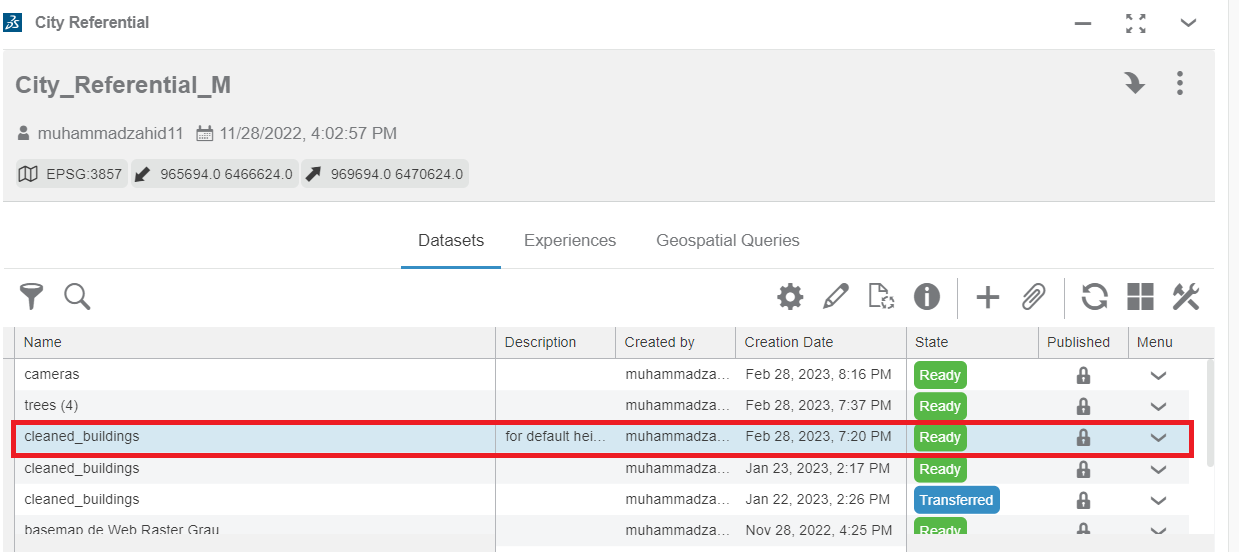 City Referential
City_Referential_M
muhammadzahid11 11/28/2022, 4:02:57 PM
EPSG:3857 965694.0 6466624.0 969694.0 6470624.0
Datasets Experiences Geospatial Queries
Name Description Created by Creation Date State Published Menu
cameras muhammadza... Feb 28, 2023, 8:16 PM Ready
trees (4) muhammadza... Feb 28, 2023, 7:37 PM Ready
cleaned_buildings for default hei... muhammadza... Feb 28, 2023, 7:20 PM Ready
cleaned_buildings muhammadza... Jan 23, 2023, 2:17 PM Ready
cleaned_buildings muhammadza... Jan 22, 2023, 2:26 PM Transferred
basemap de Web Raster Grau muhammadza... Nov 28, 2022, 4:25 PM Ready